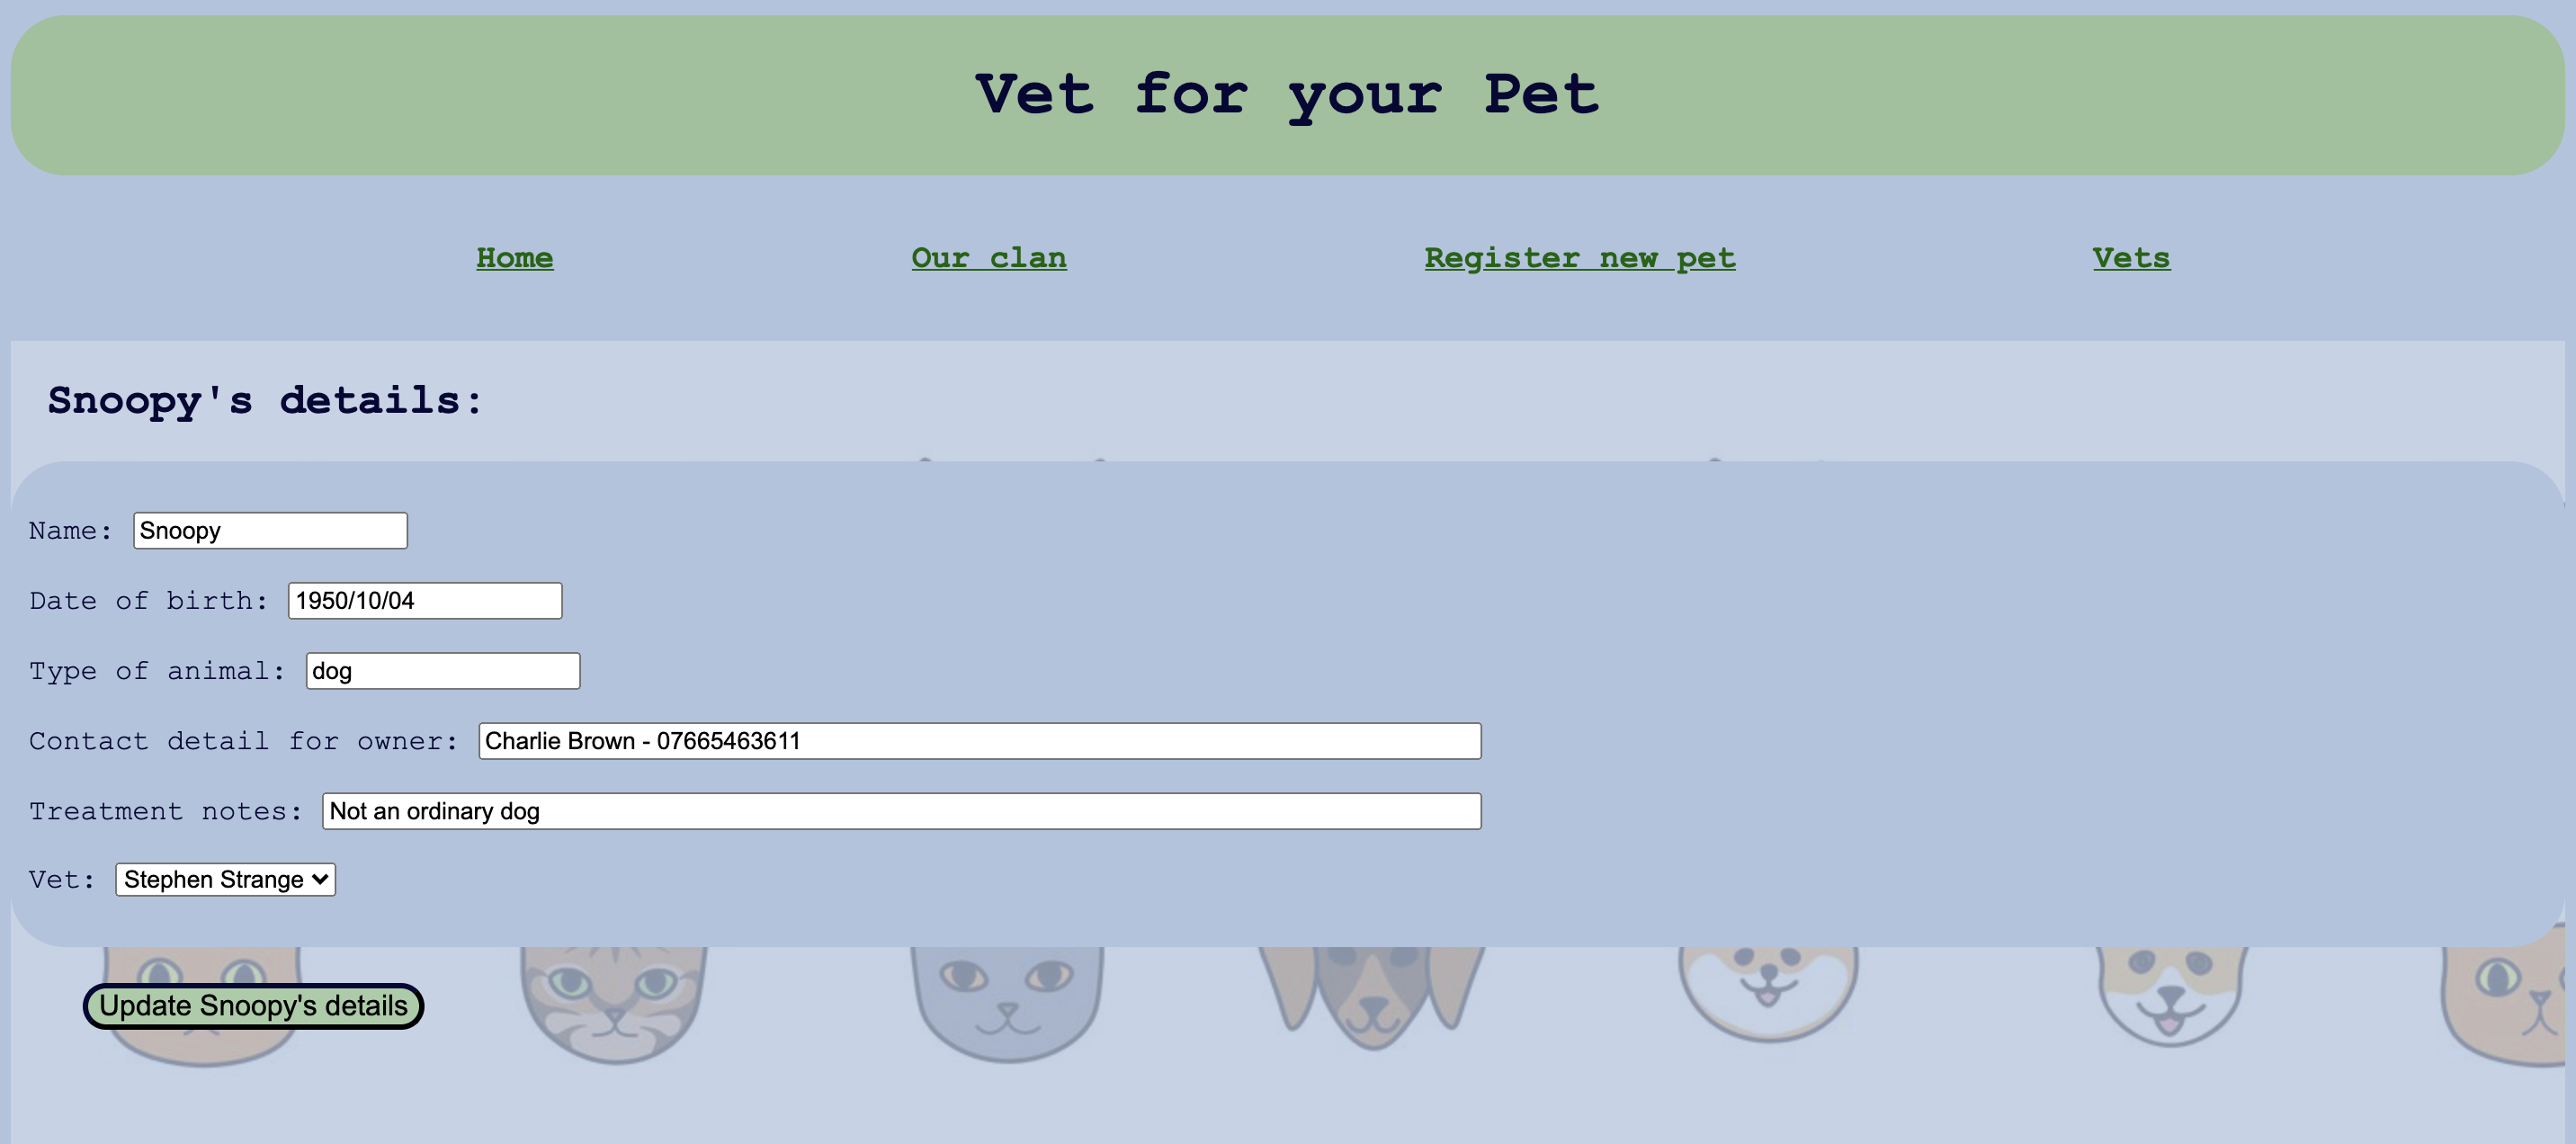 Vet for your Pet
Home Our clan Register new pet Vets
Snoopy's details:
Name: Snoopy
Date of birth: 1950/10/04
Type of animal: dog
Contact detail for owner: Charlie Brown - 07665463611
Treatment notes: Not an ordinary dog
Vet: Stephen Strange
Update Snoopy's details